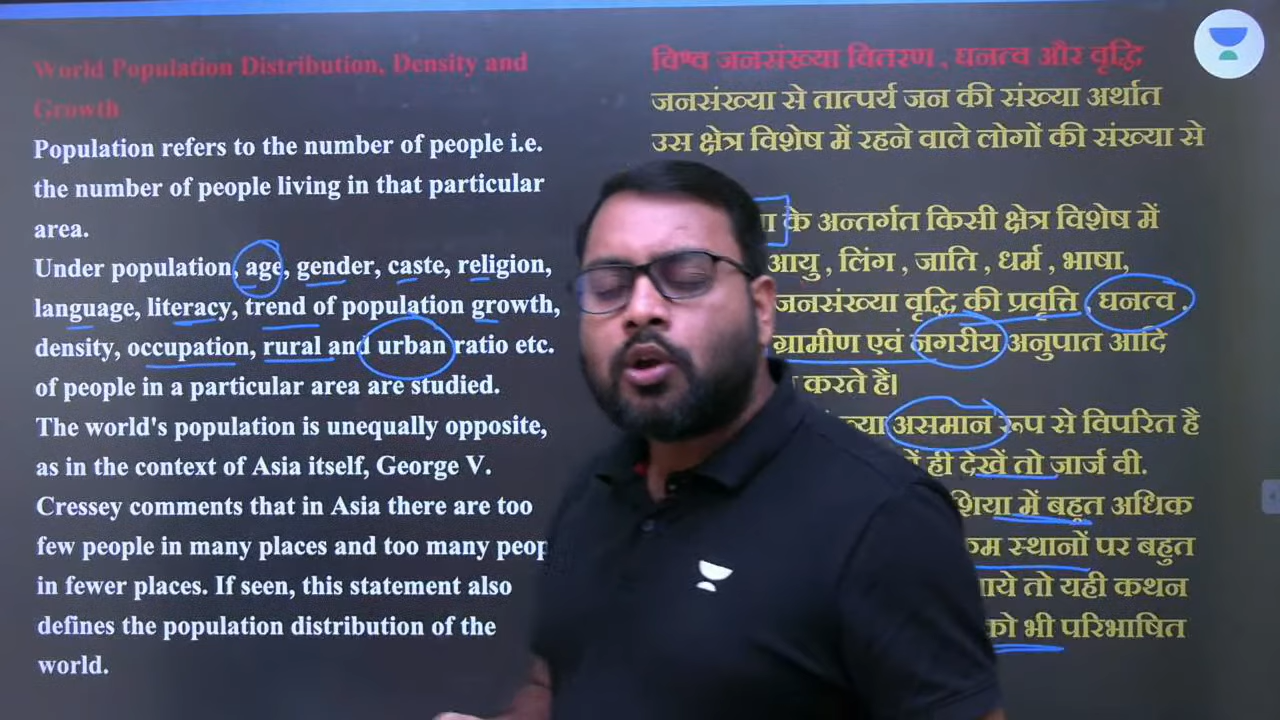 World Population Distribution, Density and
Growth
Population refers to the number of people i.e.
the number of people living in that particular
area.
Under population, age, gender, caste, religion,
language, literacy, trend of population growth,
density, occupation, rural and urban ratio etc.
of people in a particular area are studied.
The world's population is unequally opposite,
as in the context of Asia itself, George V.
Cressey comments that in Asia there are too
few people in many places and too many
in fewer places. If seen, this statement also
defines the population distribution of the
world.
विश्व जनसंख्या वितरण , घनत्व और वृद्धि
जनसंख्या से तात्पर्य जन की संख्या अर्थात
उस क्षेत्र विशेष में रहने वाले लोगों की संख्या से
के अन्तर्गत किसी क्षेत्र विशेष में
आयु , लिंग , जाति , धर्म , भाषा,
जनसंख्या वृद्धि की प्रवृत्ति , घनत्व ,
ग्रामीण एवं नगरीय अनुपात आदि
करते है।
असमान रूप से विपरित है
ही देखें तो जार्ज वी.
में बहुत अधिक
स्थानों पर बहुत
तो यही कथन
को भी परिभाषित